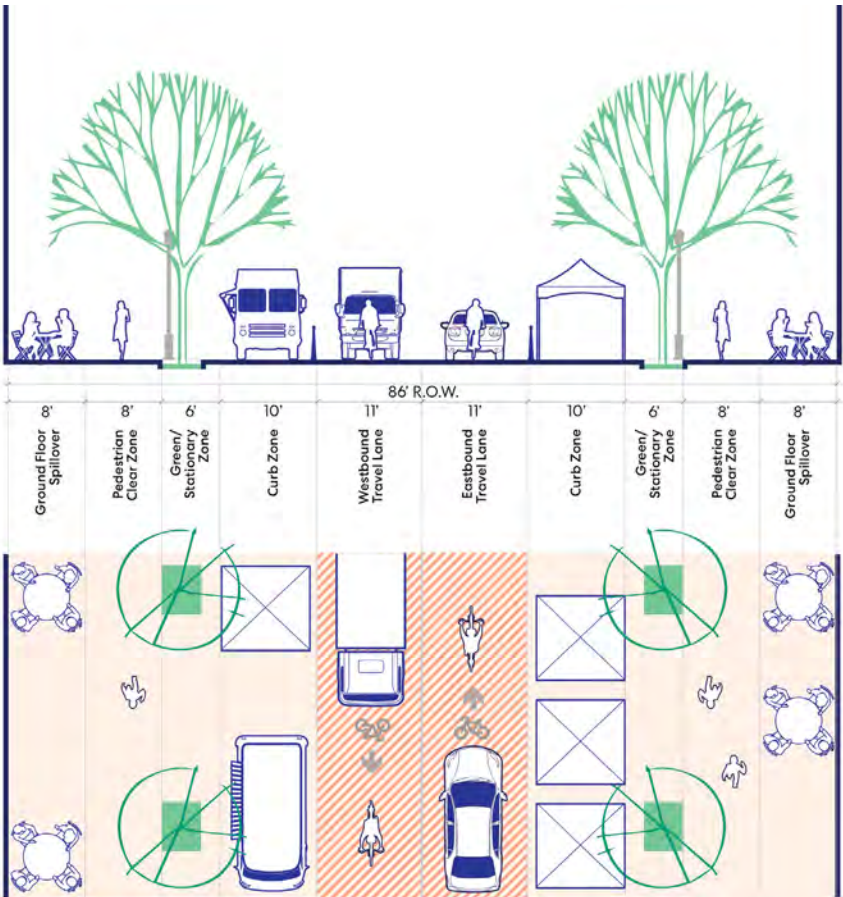 86' R.O.W.
8'
8'
6'
10'
11'
11'
10'
6'
8'
8'
Ground Floor
Spillover
Pedestrian
Clear Zone
Green/
Stationary
Zone
Curb Zone
Westbound
Travel Lane
Eastbound
Travel Lane
Curb Zone
Green/
Stationary
Zone
Pedestrian
Clear Zone
Ground Floor
Spillover